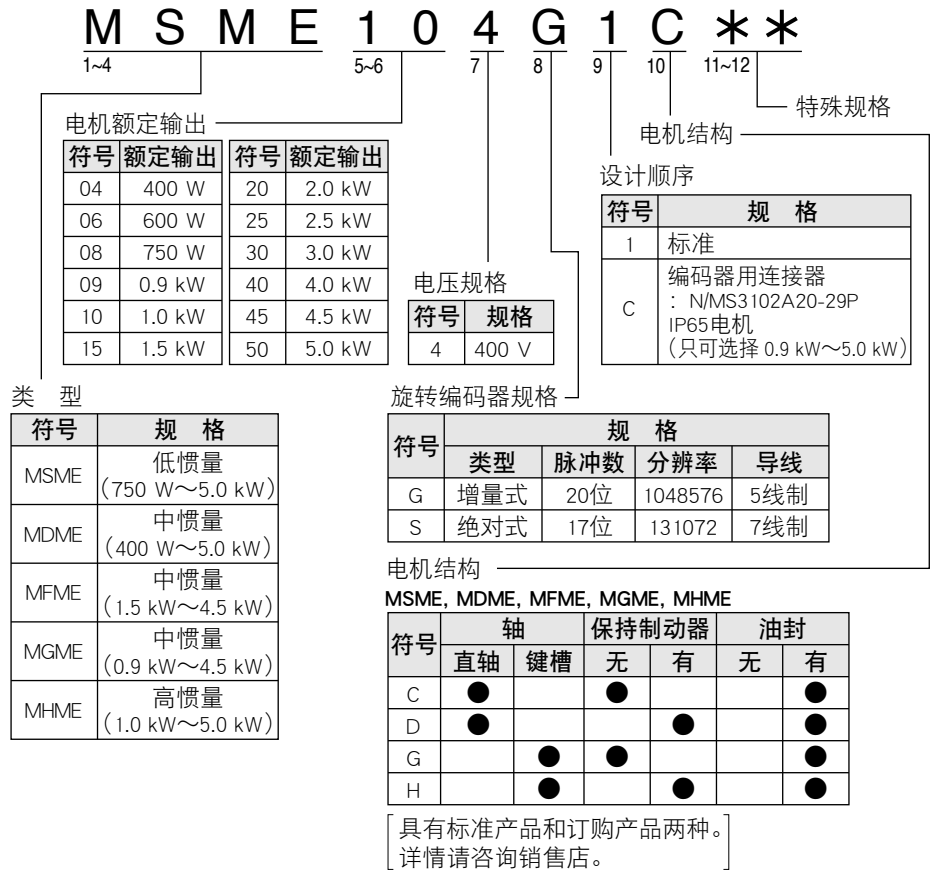 MSME104G1C＊＊
1~4 5~6 7 8 9 10 11~12
特殊规格
电机结构
电机额定输出
符号 额定输出 符号 额定输出
04 400 W 20 2.0 kW
06 600 W 25 2.5 kW
08 750 W 30 3.0 kW
09 0.9 kW 40 4.0 kW
10 1.0 kW 45 4.5 kW
15 1.5 kW 50 5.0 kW
设计顺序
符号 规 格
1 标准
C 编码器用连接器
：N/MS3102A20-29P
IP65电机
（只可选择 0.9 kW～5.0 kW）
电压规格
符号 规格
4 400 V
类 型
符号 规 格
MSME 低惯量
（750 W～5.0 kW）
MDME 中惯量
（400 W～5.0 kW）
MFME 中惯量
（1.5 kW～4.5 kW）
MGME 中惯量
（0.9 kW～4.5 kW）
MHME 高惯量
（1.0 kW～5.0 kW）
旋转编码器规格
符号 规 格
类型 脉冲数 分辨率 导线
G 增量式 20位 1048576 5线制
S 绝对式 17位 131072 7线制
电机结构
MSME, MDME, MFME, MGME, MHME
符号 轴 保持制动器 油封
直轴 键槽 无 有 无 有
C ● ● ●
D ● ● ●
G ● ● ●
H ● ● ●
[具有标准产品和订购产品两种。
详情请咨询销售店。]